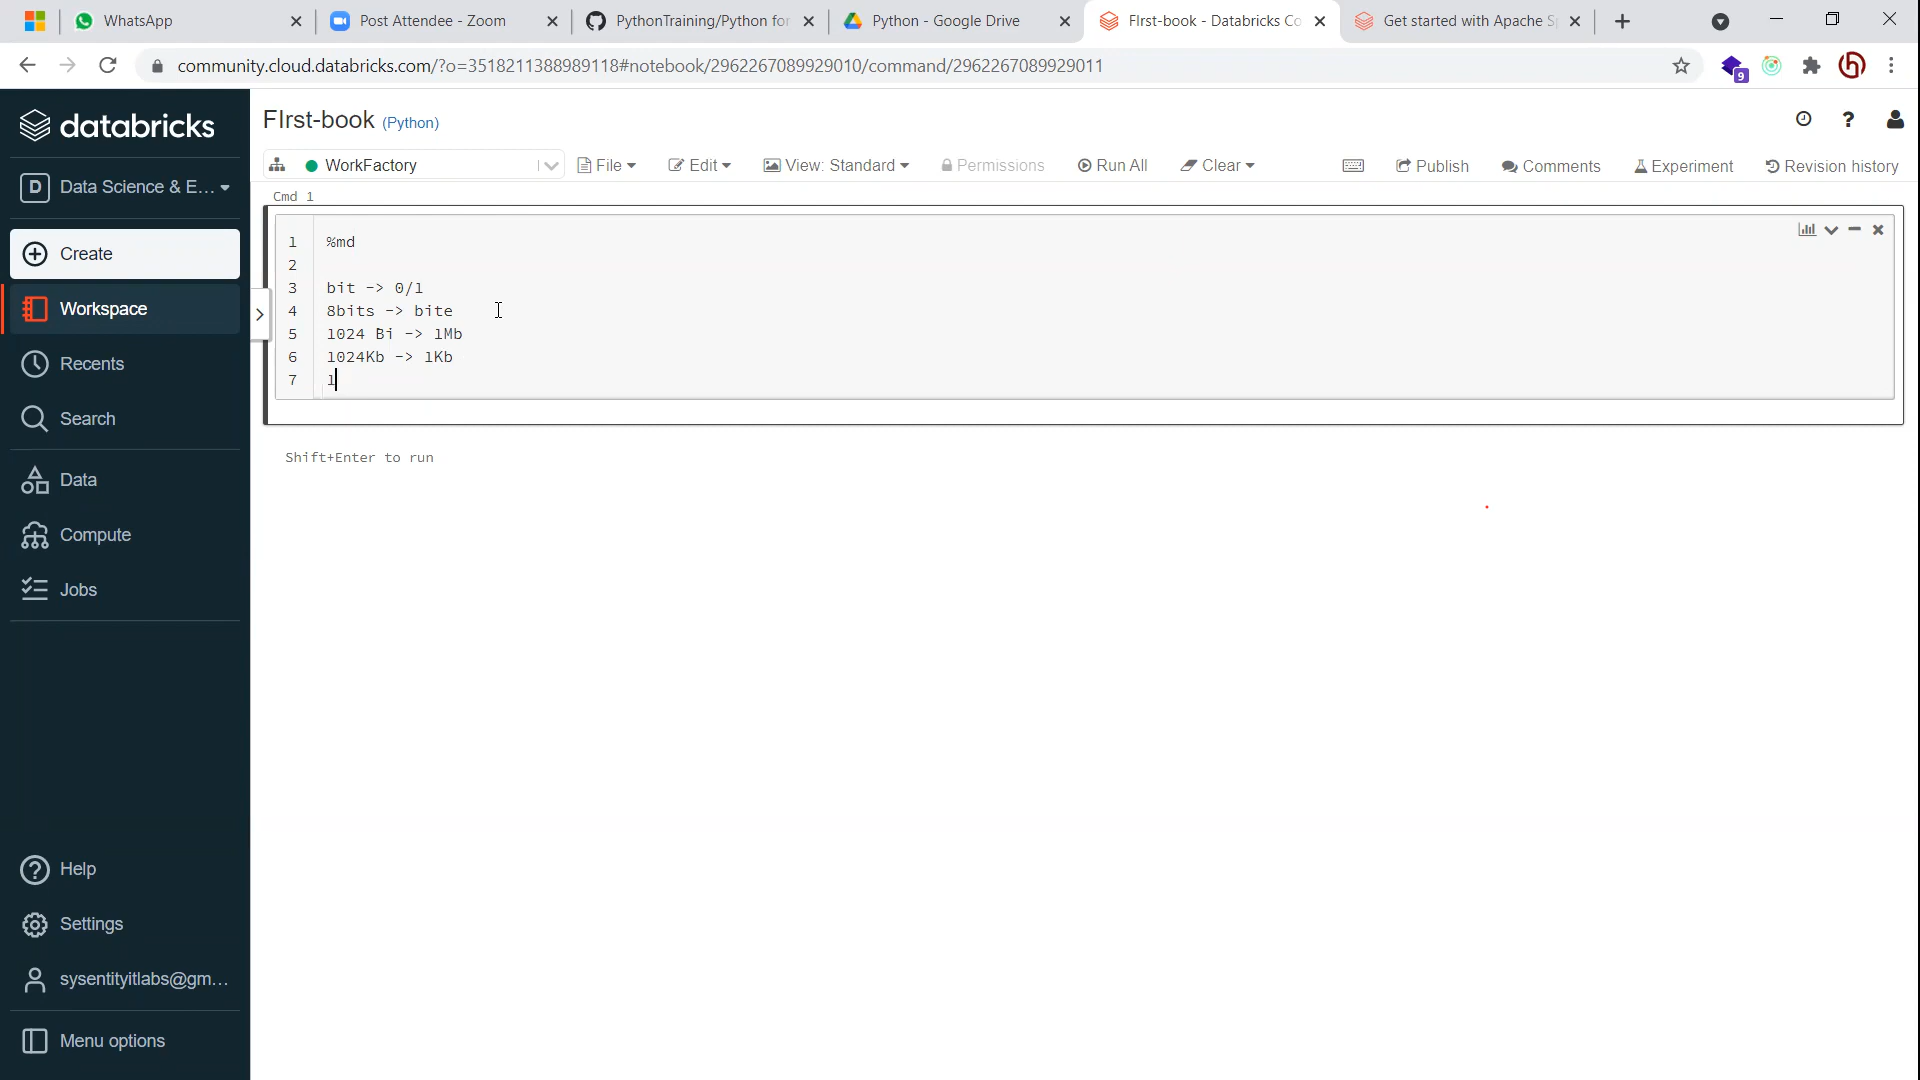 WhatsApp
Post Attendee - Zoom
PythonTraining/Python for
Python - Google Drive
FIrst-book - Databricks Co
Get started with Apache Sp
community.cloud.databricks.com/?o=3518211388989118#notebook/2962267089929010/command/2962267089929011
9
databricks
FIrst-book (Python)
D Data Science & E...
WorkFactory
File
Edit
View: Standard
Permissions
Run All
Clear
Publish
Comments
Experiment
Revision history
Create
Workspace
Recents
Search
Data
Compute
Jobs
Help
Settings
sysentityitlabs@gm...
Menu options
Cmd 1
1 %md
2
3 bit -> 0/1
4 8bits -> bite
5 1024 Bi -> 1Mb
6 1024Kb -> 1Kb
7 1
Shift+Enter to run